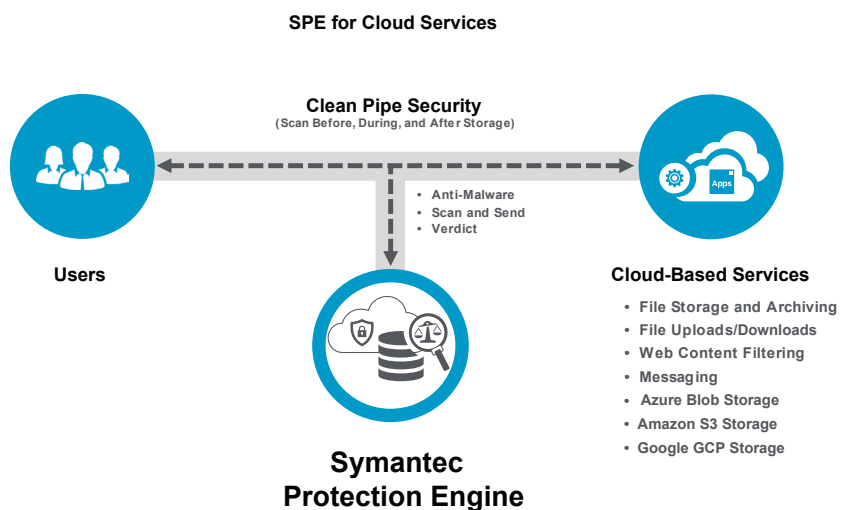 SPE for Cloud Services
Clean Pipe Security
(Scan Before, During, and After Storage)
• Anti-Malware
• Scan and Send
• Verdict
Apps
Users
Cloud-Based Services
• File Storage and Archiving
• File Uploads/Downloads
• Web Content Filtering
• Messaging
• Azure Blob Storage
• Amazon S3 Storage
• Google GCP Storage
Symantec
Protection Engine